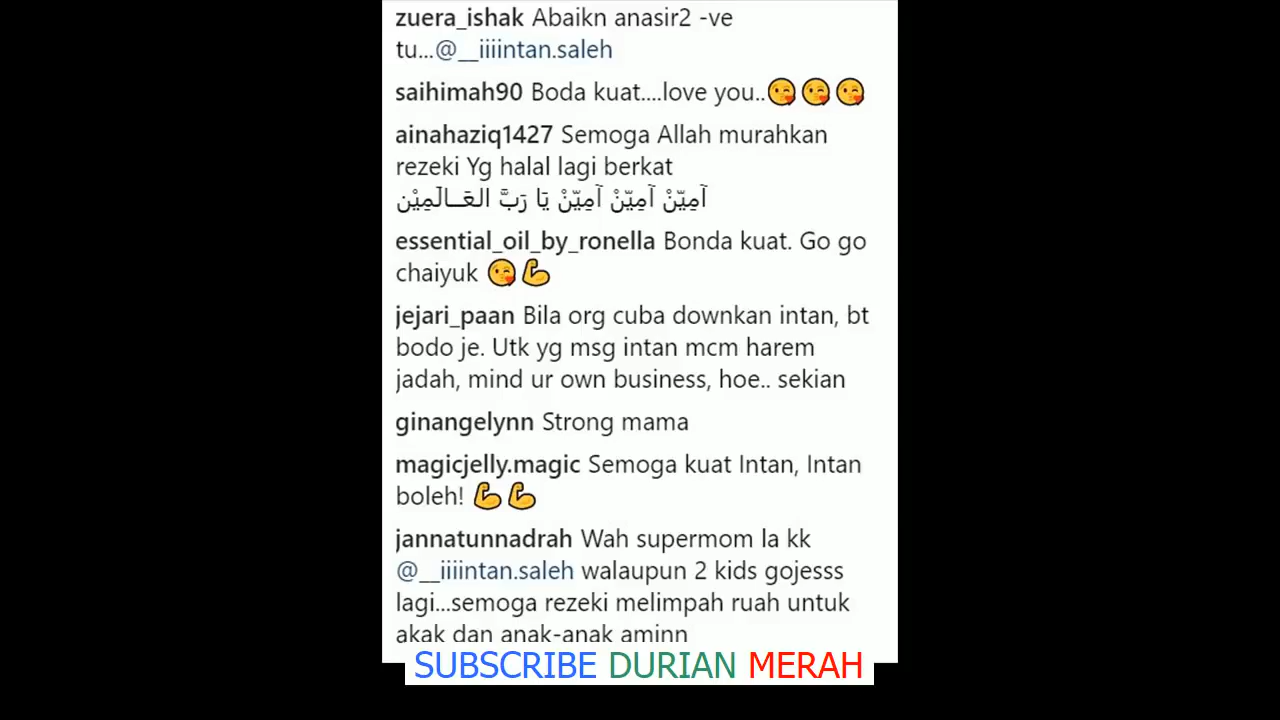 zuera_ishak Abaikn anasir2 -ve
tu...@__iiiintan.saleh
saihimah90 Boda kuat....love you..😘😘😘
ainahaziq1427 Semoga Allah murahkan
rezeki Yg halal lagi berkat
آمِيّنْ آمِيّنْ آمِيّنْ يَا رَبَّ العَــالَمِيْن
essential_oil_by_ronella Bonda kuat. Go go
chaiyuk 😘💪
jejari_paan Bila org cuba downkan intan, bt
bodo je. Utk yg msg intan mcm harem
jadah, mind ur own business, hoe.. sekian
ginangelynn Strong mama
magicjelly.magic Semoga kuat Intan, Intan
boleh! 💪💪
jannatunnadrah Wah supermom la kk
@__iiiintan.saleh walaupun 2 kids gojesss
lagi...semoga rezeki melimpah ruah untuk
akak dan anak-anak aminn
SUBSCRIBE DURIAN MERAH